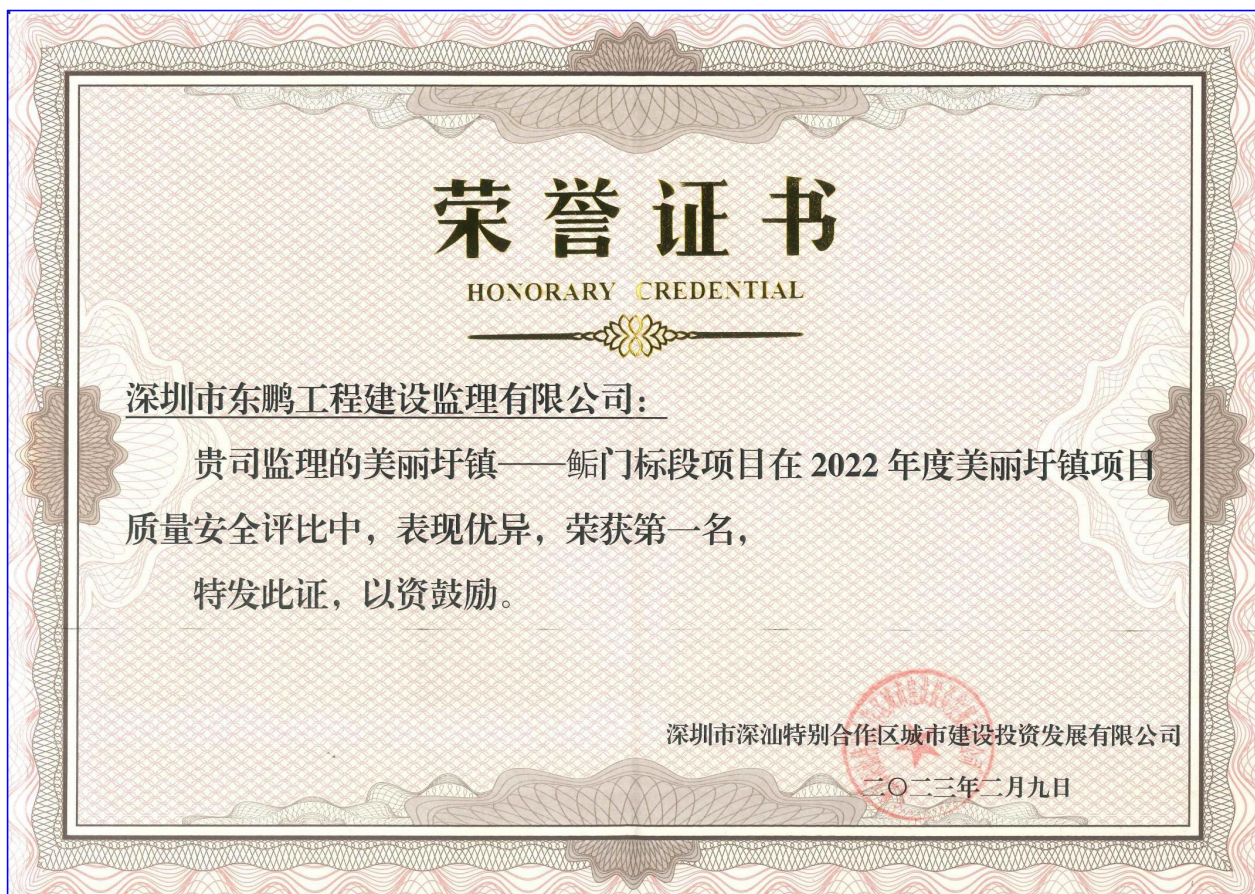 荣誉证书
HONORARY CREDENTIAL
深圳市东鹏工程建设监理有限公司：
贵司监理的美丽圩镇——鲘门标段项目在 2022 年度美丽圩镇项目
质量安全评比中，表现优异，荣获第一名，
特发此证，以资鼓励。
深圳市深汕特别合作区城市建设投资发展有限公司
二〇二三年二月九日